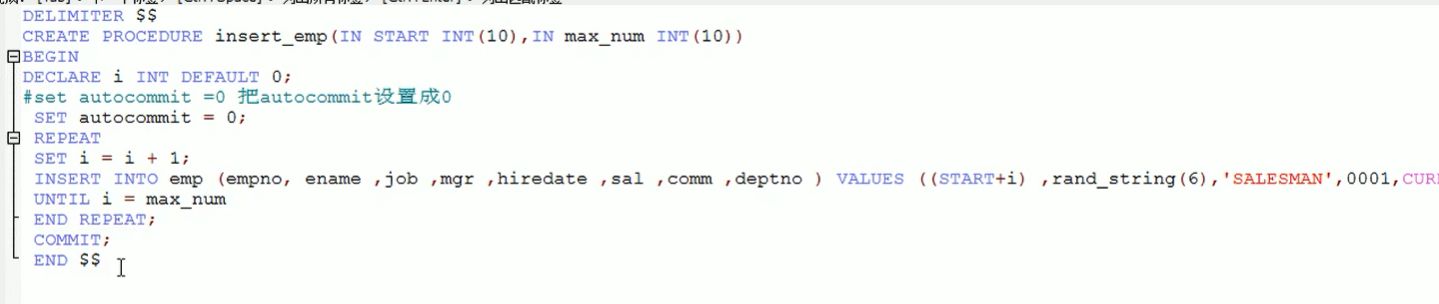 DELIMITER $$
CREATE PROCEDURE insert_emp(IN START INT(10),IN max_num INT(10))
BEGIN
DECLARE i INT DEFAULT 0;
#set autocommit =0 把autocommit设置成0
SET autocommit = 0;
REPEAT
SET i = i + 1;
INSERT INTO emp (empno, ename ,job ,mgr ,hiredate ,sal ,comm ,deptno ) VALUES ((START+i) ,rand_string(6),'SALESMAN',0001,
UNTIL i = max_num
END REPEAT;
COMMIT;
END $$